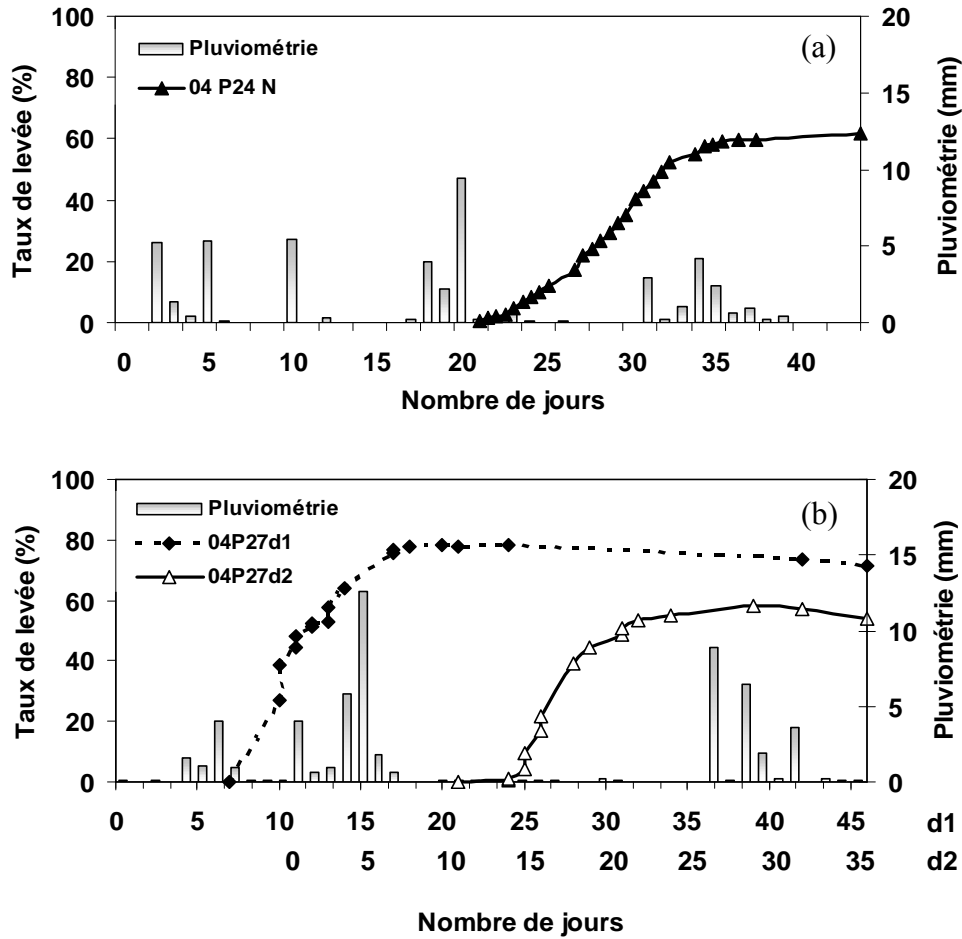 100
80
60
40
20
0
Taux de levée (%)
Pluviométrie
04 P24 N
(a)
20
15
10
5
0
Pluviométrie (mm)
0 5 10 15 20 25 30 35 40
Nombre de jours
100
80
60
40
20
0
Taux de levée (%)
Pluviométrie
04P27d1
04P27d2
(b)
20
15
10
5
0
Pluviométrie (mm)
0 5 10 15 20 25 30 35 40 45 d1
0 5 10 15 20 25 30 35 d2
Nombre de jours